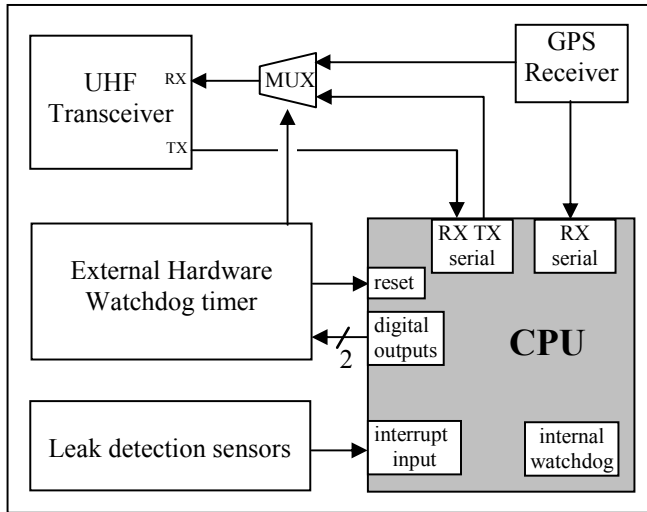 UHF
Transceiver
RX
TX
MUX
GPS
Receiver
External Hardware
Watchdog timer
RX TX
serial
RX
serial
reset
digital
outputs
2
CPU
Leak detection sensors
interrupt
input
internal
watchdog